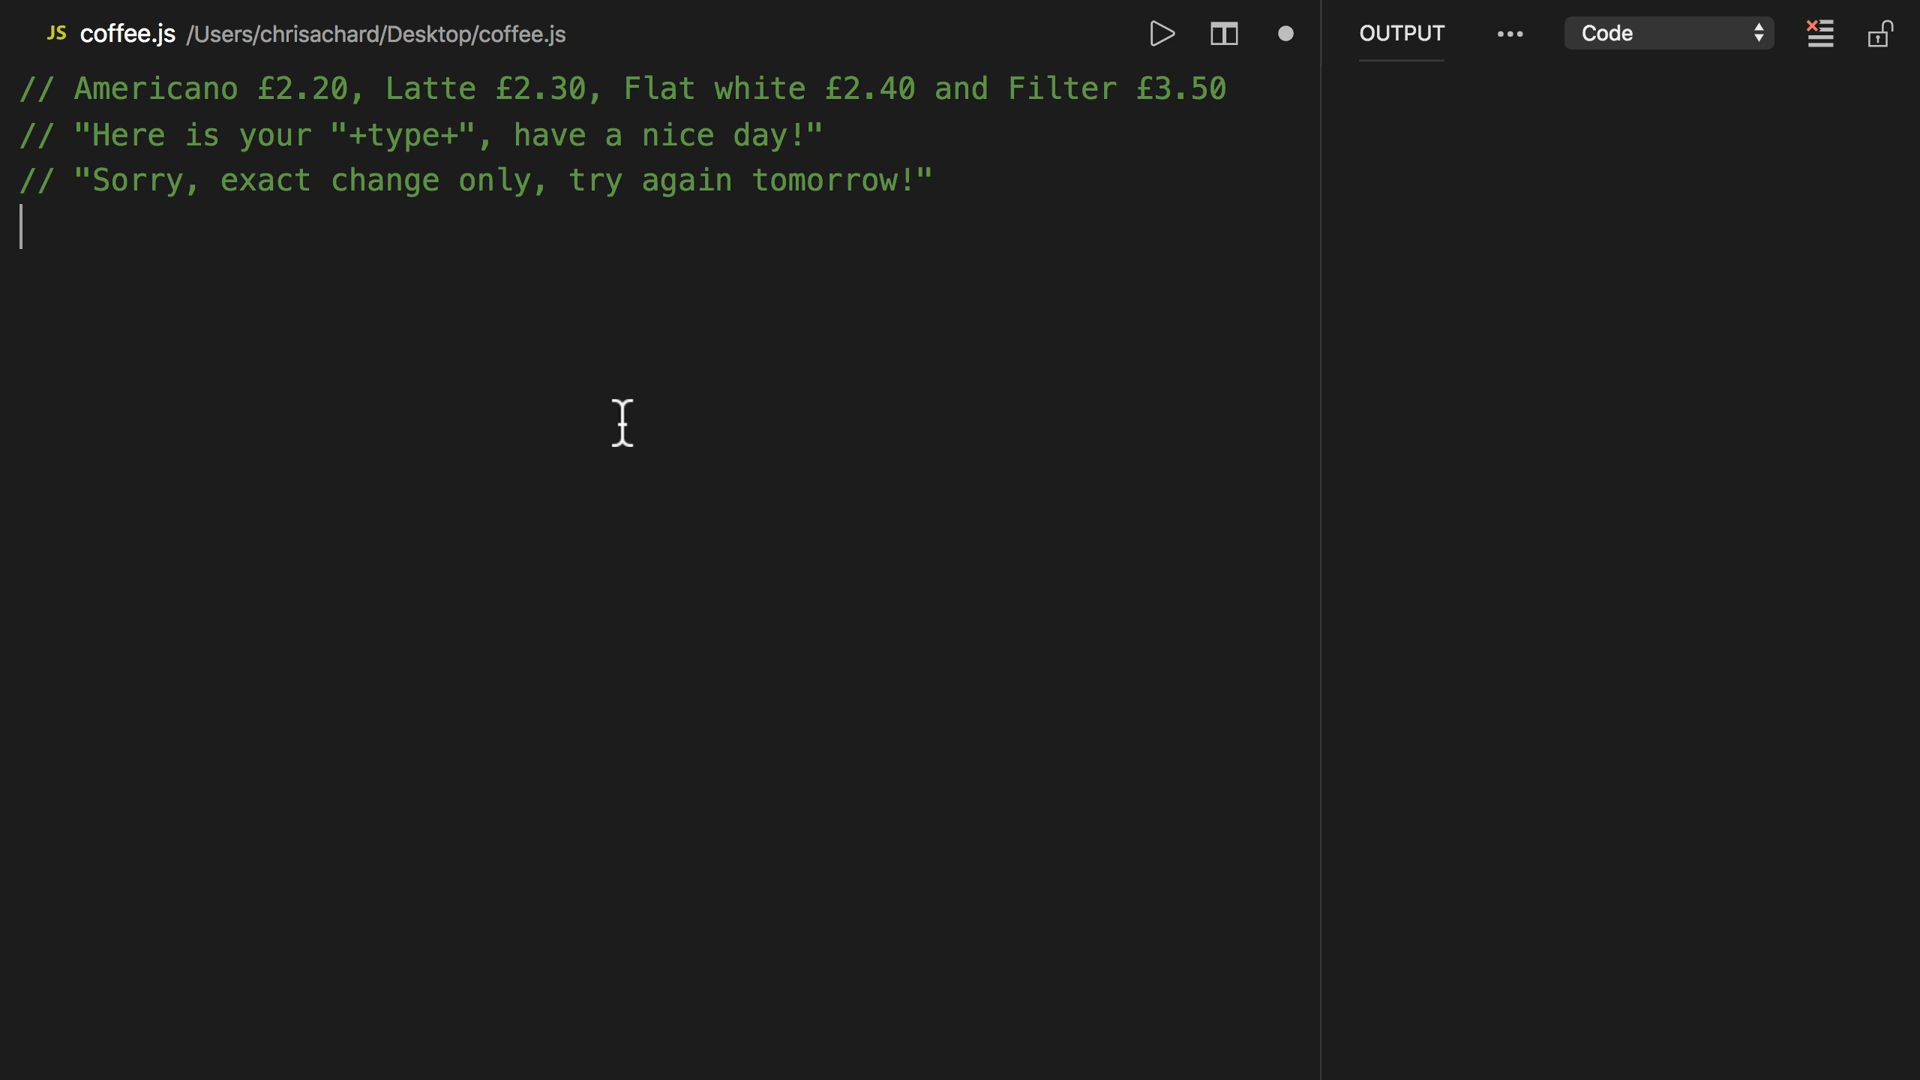 JS coffee.js /Users/chrisachard/Desktop/coffee.js
OUTPUT
Code
// Americano £2.20, Latte £2.30, Flat white £2.40 and Filter £3.50
// "Here is your "+type+", have a nice day!"
// "Sorry, exact change only, try again tomorrow!"